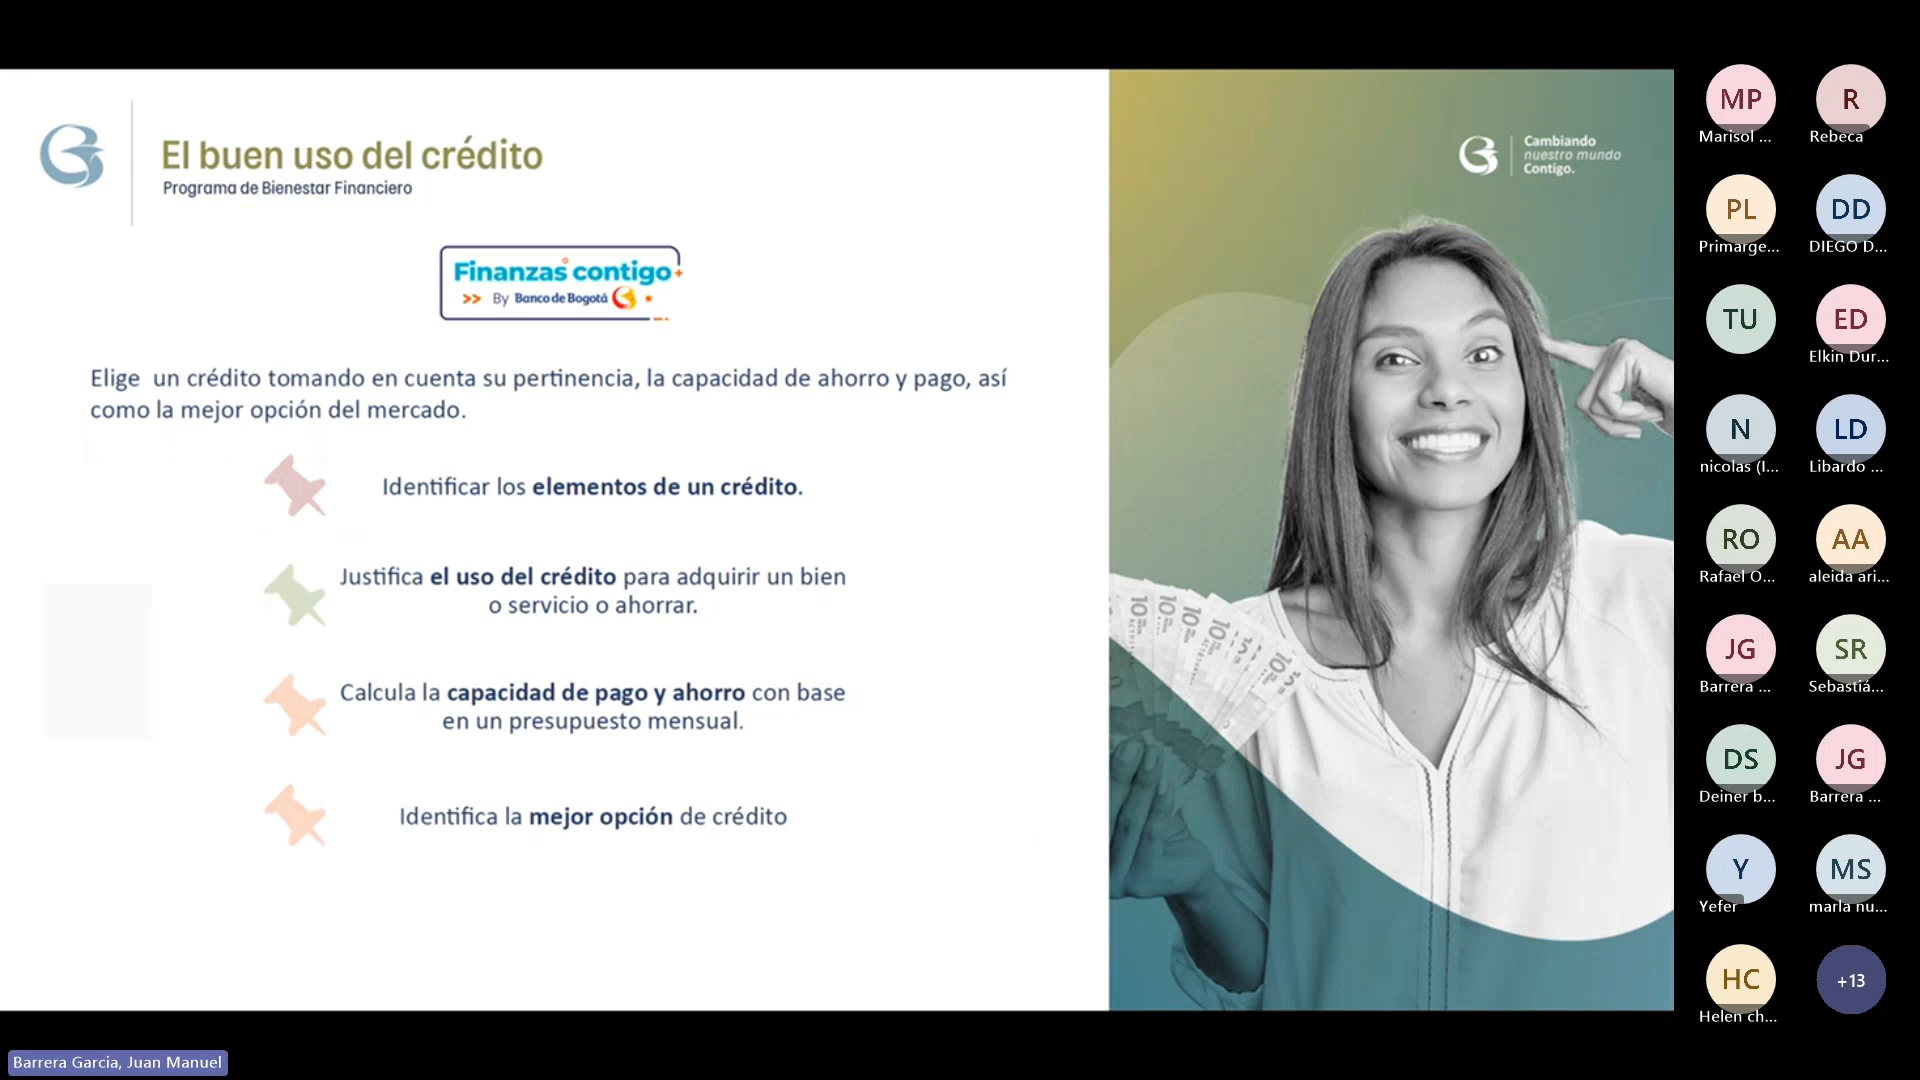 El buen uso del crédito
Programa de Bienestar Financiero
Finanzas contigo
>> By Banco de Bogotá
Elige un crédito tomando en cuenta su pertinencia, la capacidad de ahorro y pago, así
como la mejor opción del mercado.
Identificar los elementos de un crédito.
Justifica el uso del crédito para adquirir un bien
o servicio o ahorrar.
Calcula la capacidad de pago y ahorro con base
en un presupuesto mensual.
Identifica la mejor opción de crédito
Cambiando
nuestro mundo
Contigo.
10
10
10
10
10
MP
Marisol ...
R
Rebeca
PL
Primarge...
DD
DIEGO D...
TU
ED
Elkin Dur...
N
nicolas (I...
LD
Libardo ...
RO
Rafael O...
AA
aleida ari...
JG
Barrera ...
SR
Sebastiá...
DS
Deiner b...
JG
Barrera ...
Y
Yefer
MS
marla nu...
HC
Helen ch...
+13
Barrera Garcia, Juan Manuel